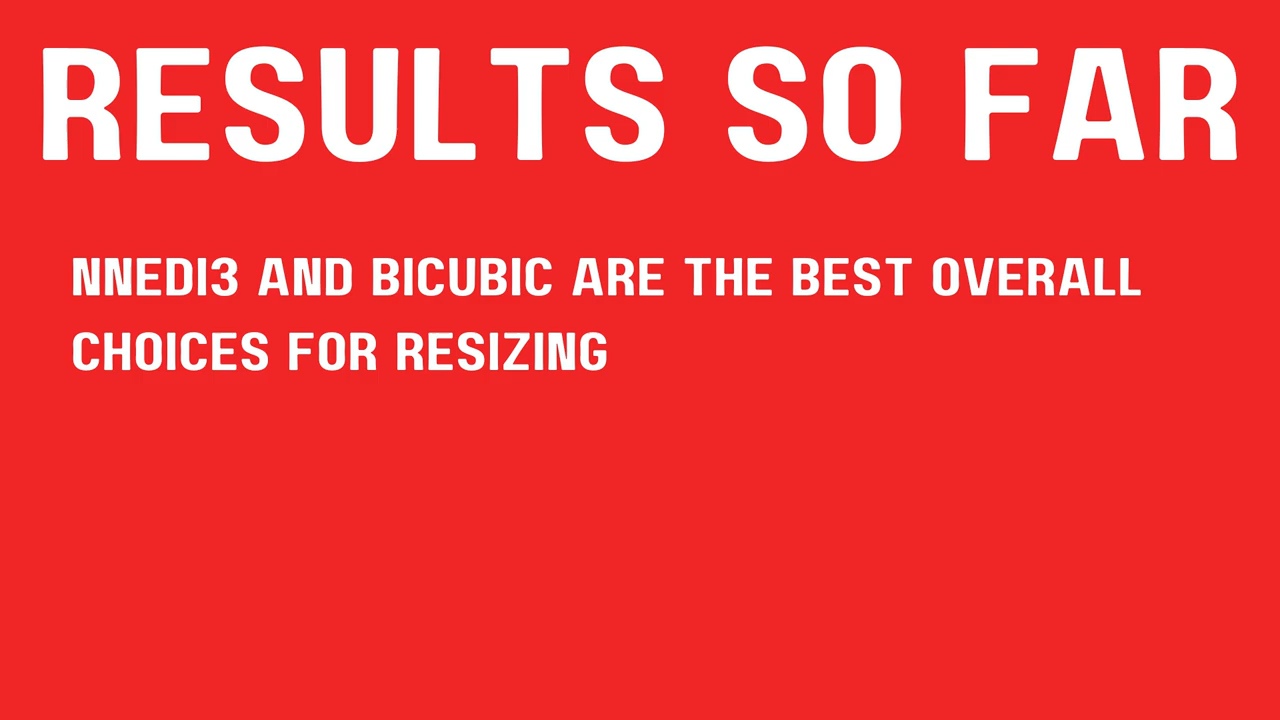 RESULTS SO FAR
NNEDI3 AND BICUBIC ARE THE BEST OVERALL
CHOICES FOR RESIZING